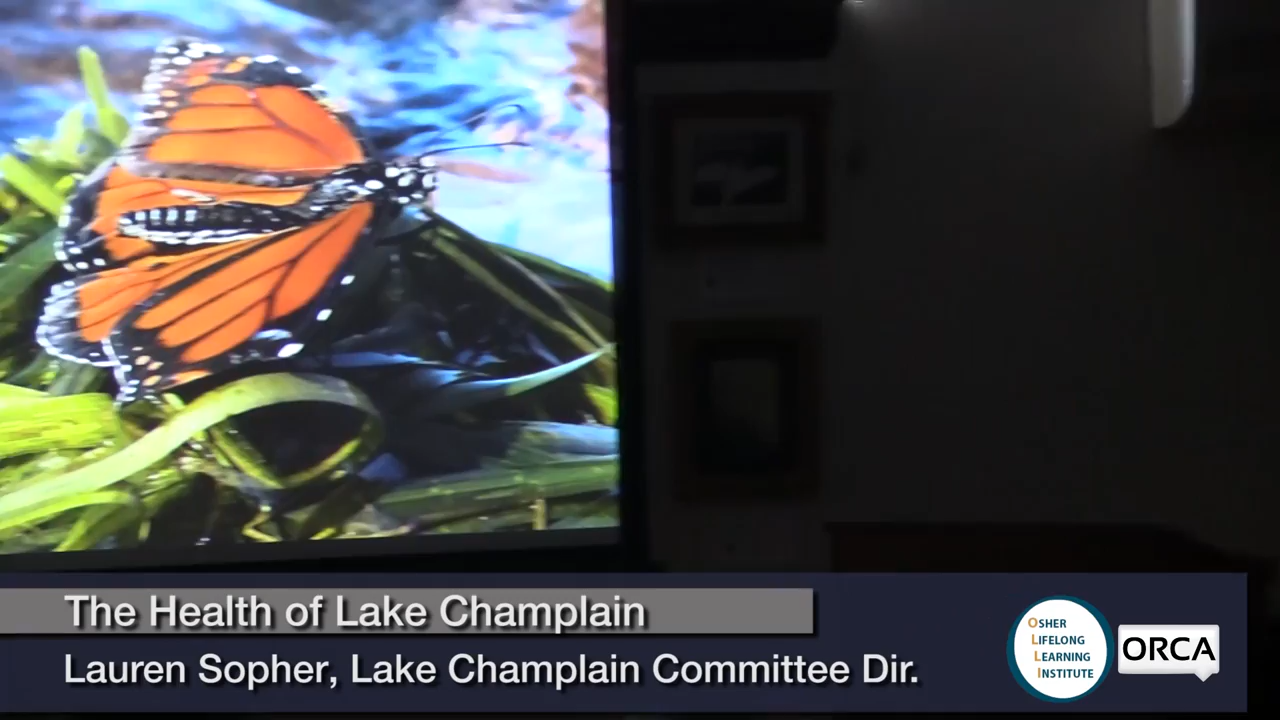 The Health of Lake Champlain
Lauren Sopher, Lake Champlain Committee Dir.
OSHER
LIFELONG
LEARNING
INSTITUTE
ORCA